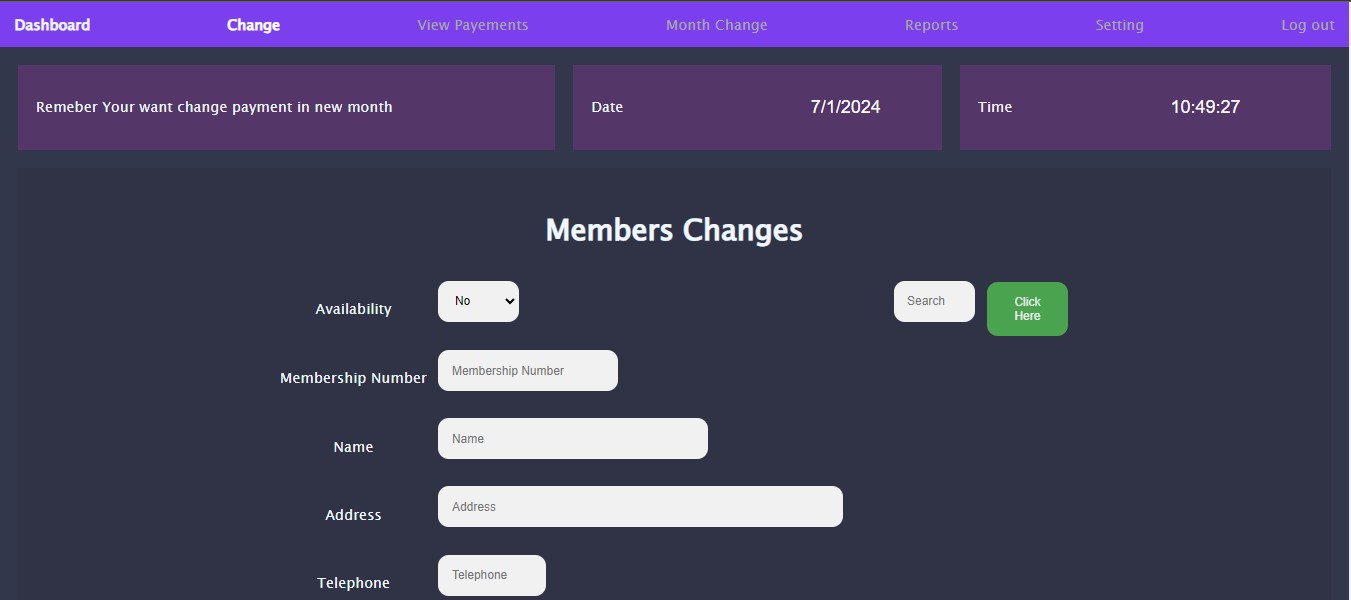 Dashboard Change View Payements Month Change Reports Setting Log out
Remeber Your want change payment in new month Date 7/1/2024 Time 10:49:27
Members Changes
Availability No Search Click
Here
Membership Number Membership Number
Name Name
Address Address
Telephone Telephone